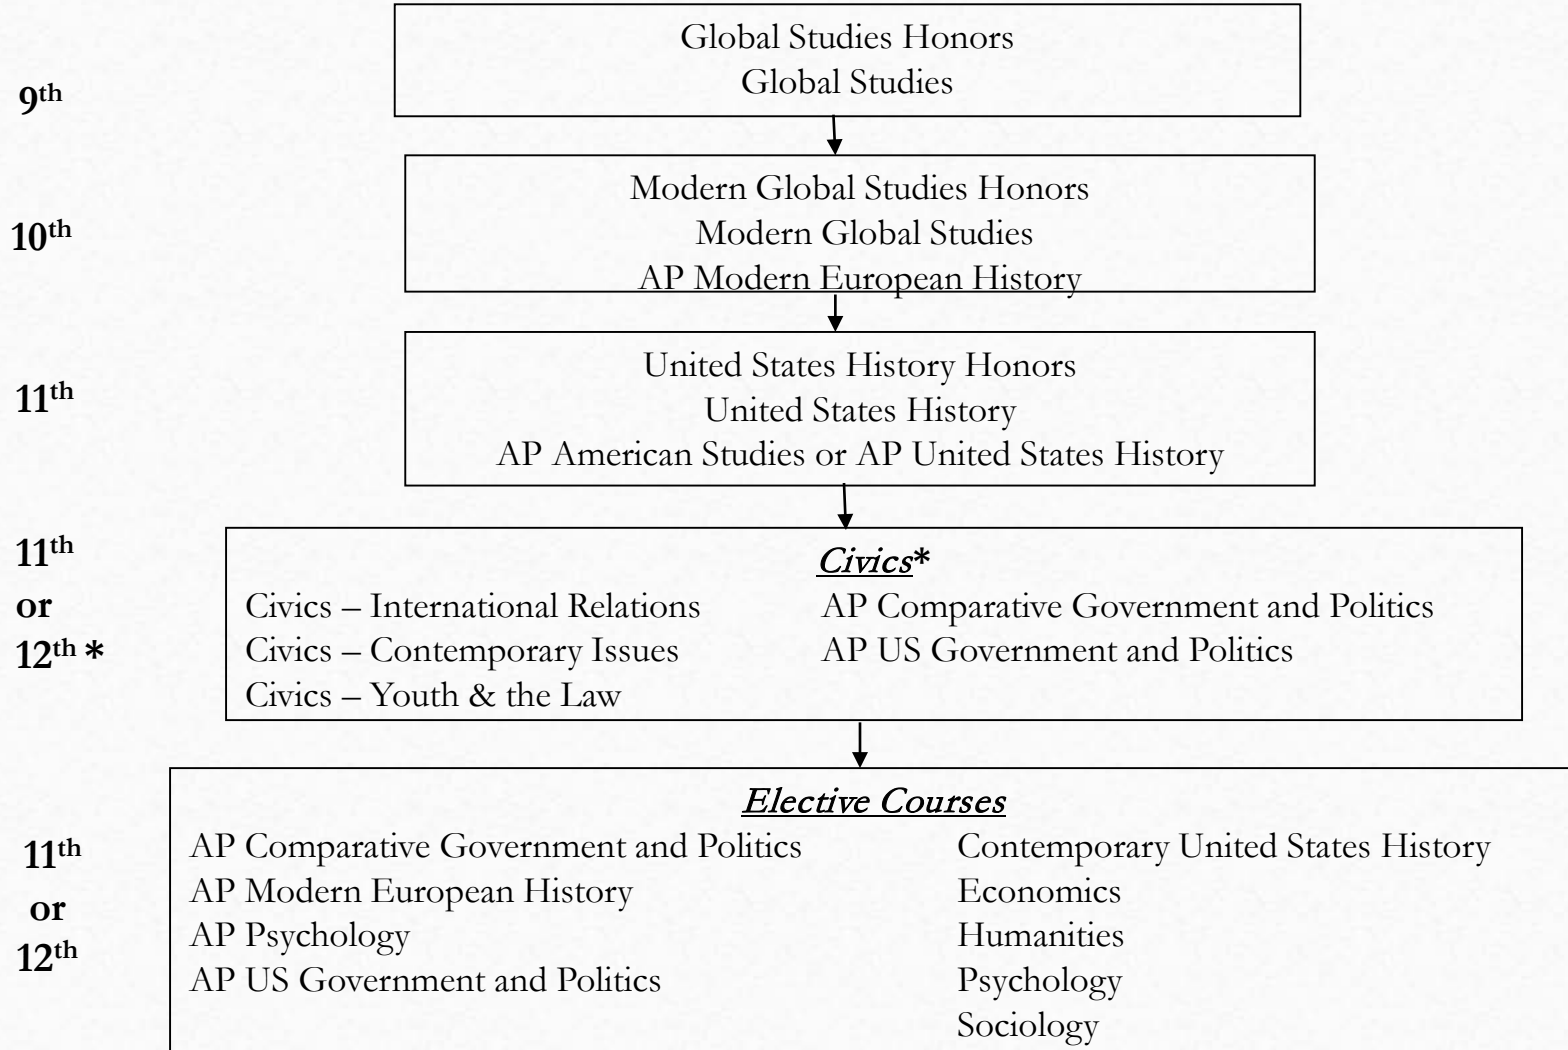 9th
Global Studies Honors
Global Studies
10th
Modern Global Studies Honors
Modern Global Studies
AP Modern European History
11th
United States History Honors
United States History
AP American Studies or AP United States History
11th
or
12th *
Civics*
Civics – International Relations
Civics – Contemporary Issues
Civics – Youth & the Law
AP Comparative Government and Politics
AP US Government and Politics
11th
or
12th
Elective Courses
AP Comparative Government and Politics
AP Modern European History
AP Psychology
AP US Government and Politics
Contemporary United States History
Economics
Humanities
Psychology
Sociology